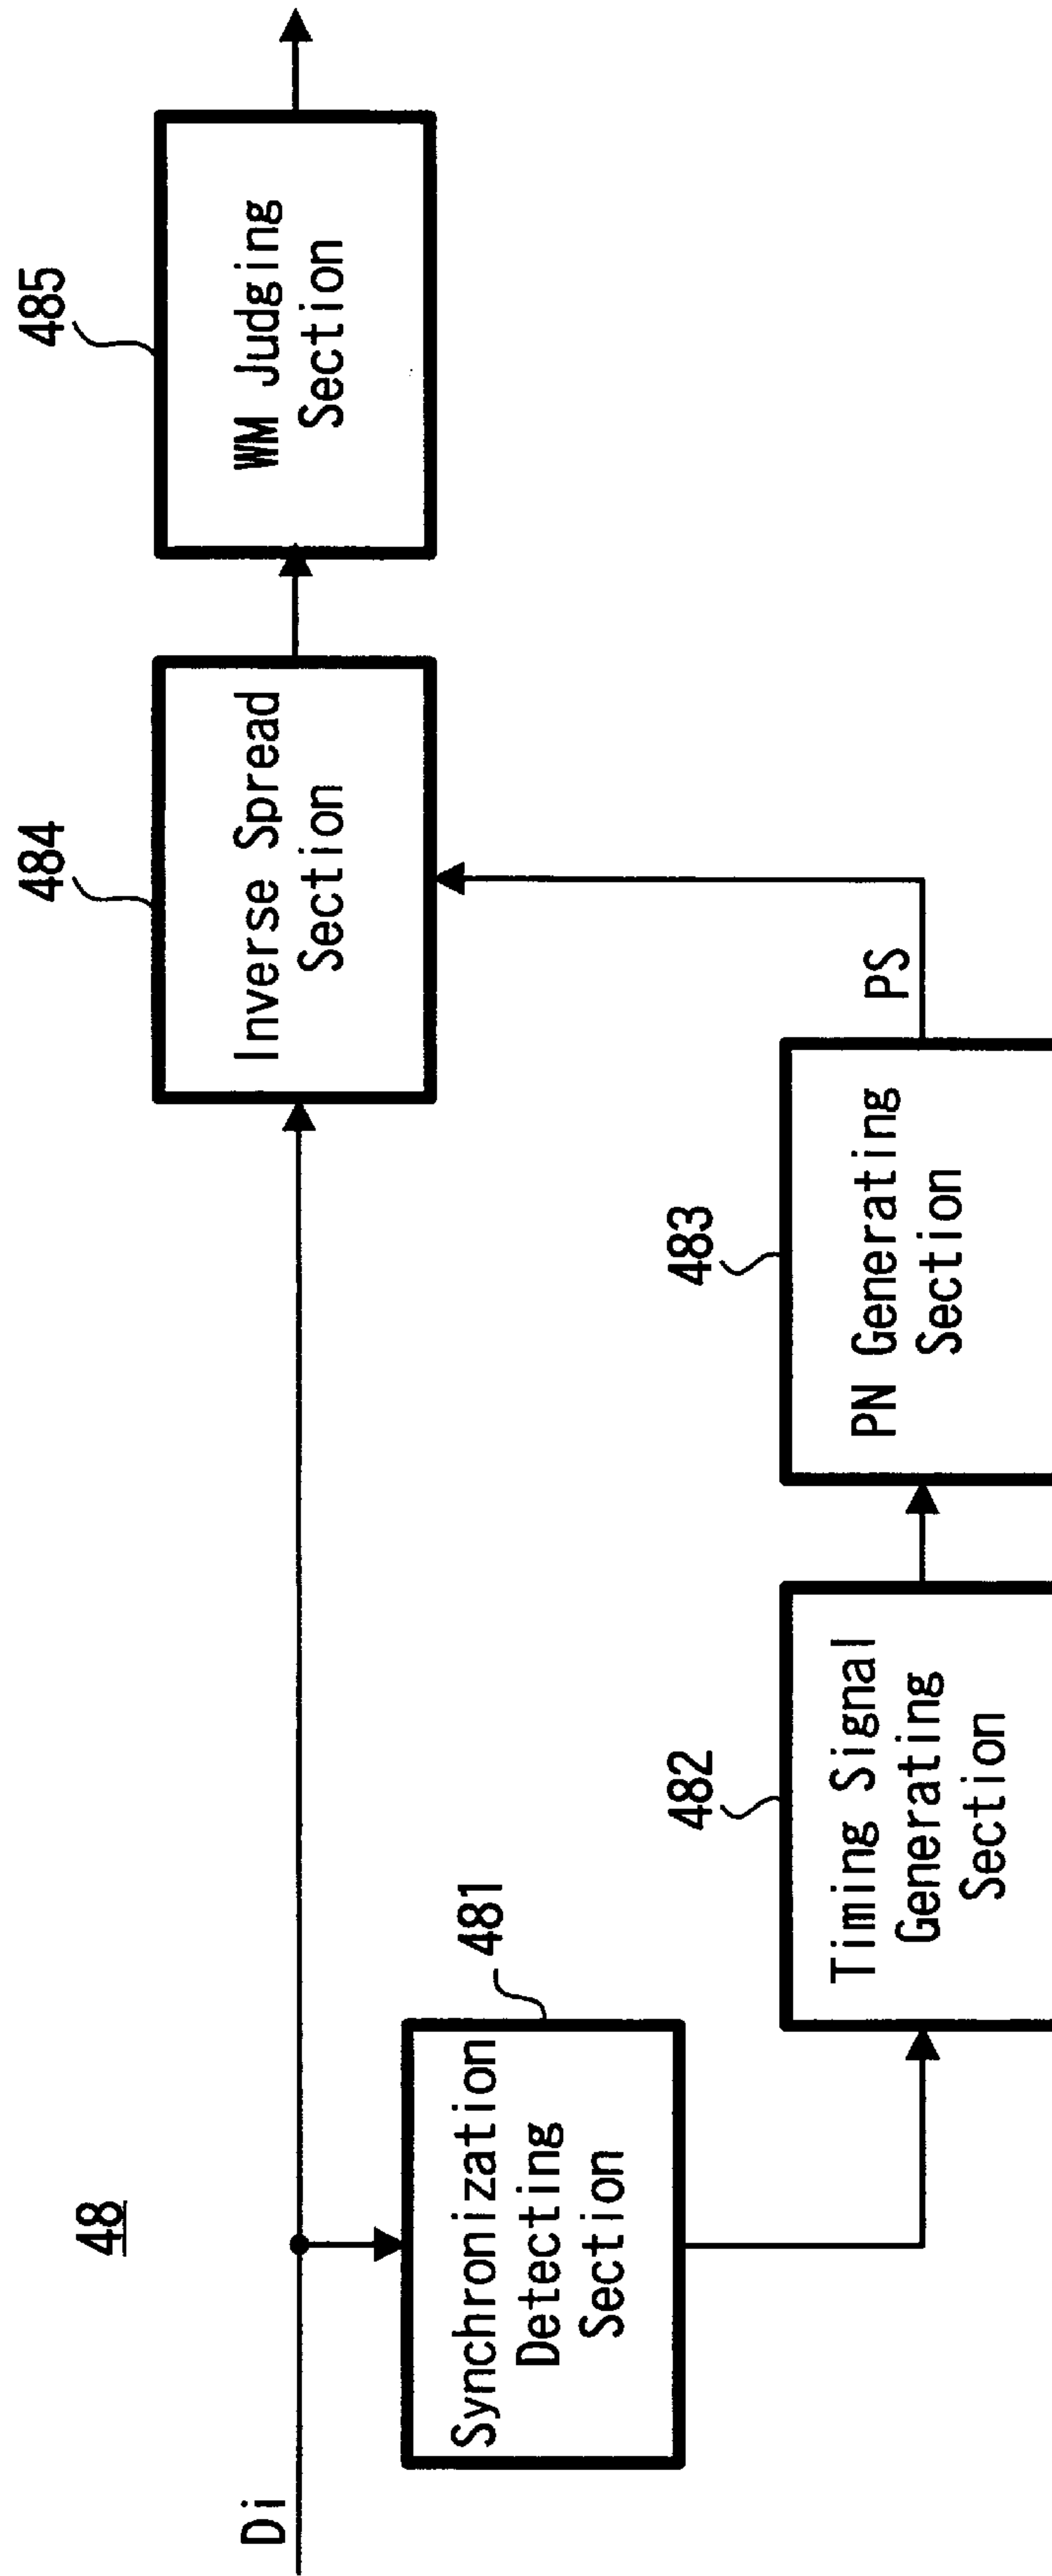 48
Di
481
Synchronization
Detecting
Section
482
Timing Signal
Generating
Section
483
PN Generating
Section
PS
484
Inverse Spread
Section
485
WM Judging
Section